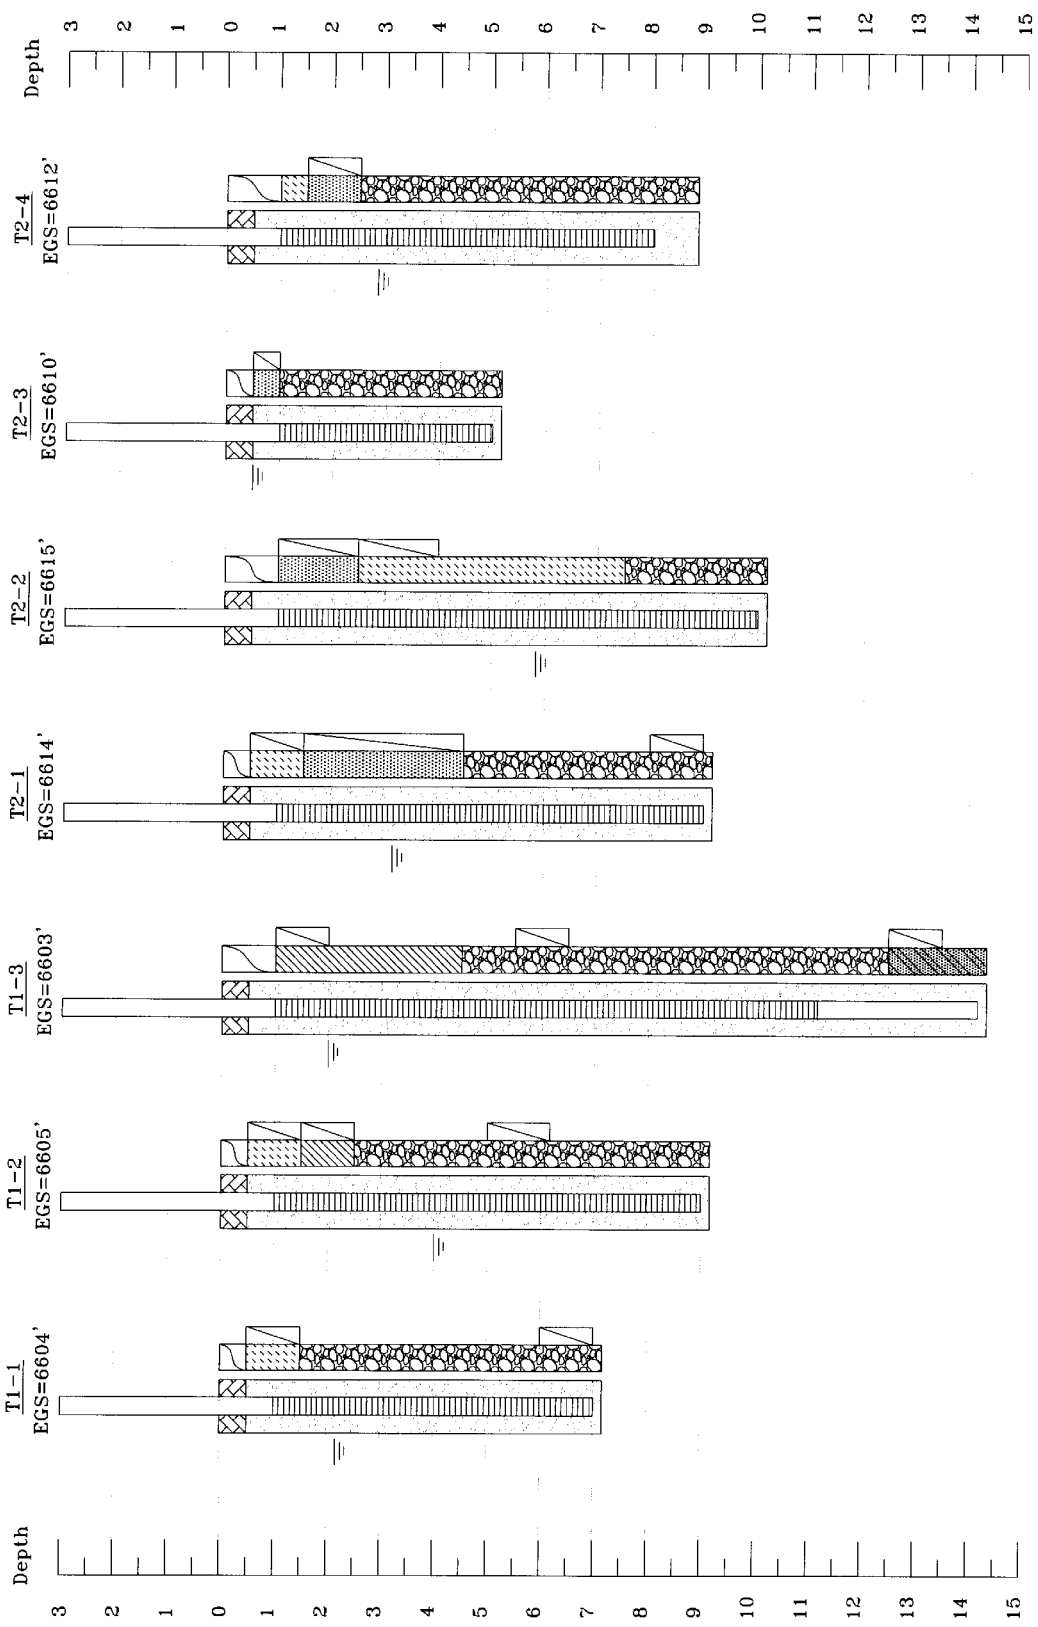 Depth
3
2
1
0
1
2
3
4
5
6
7
8
9
10
11
12
13
14
15
T1-1
EGS=6604'
T1-2
EGS=6605'
T1-3
EGS=6603'
T2-1
EGS=6614'
T2-2
EGS=6615'
T2-3
EGS=6610'
T2-4
EGS=6612'
Depth
3
2
1
0
1
2
3
4
5
6
7
8
9
10
11
12
13
14
15